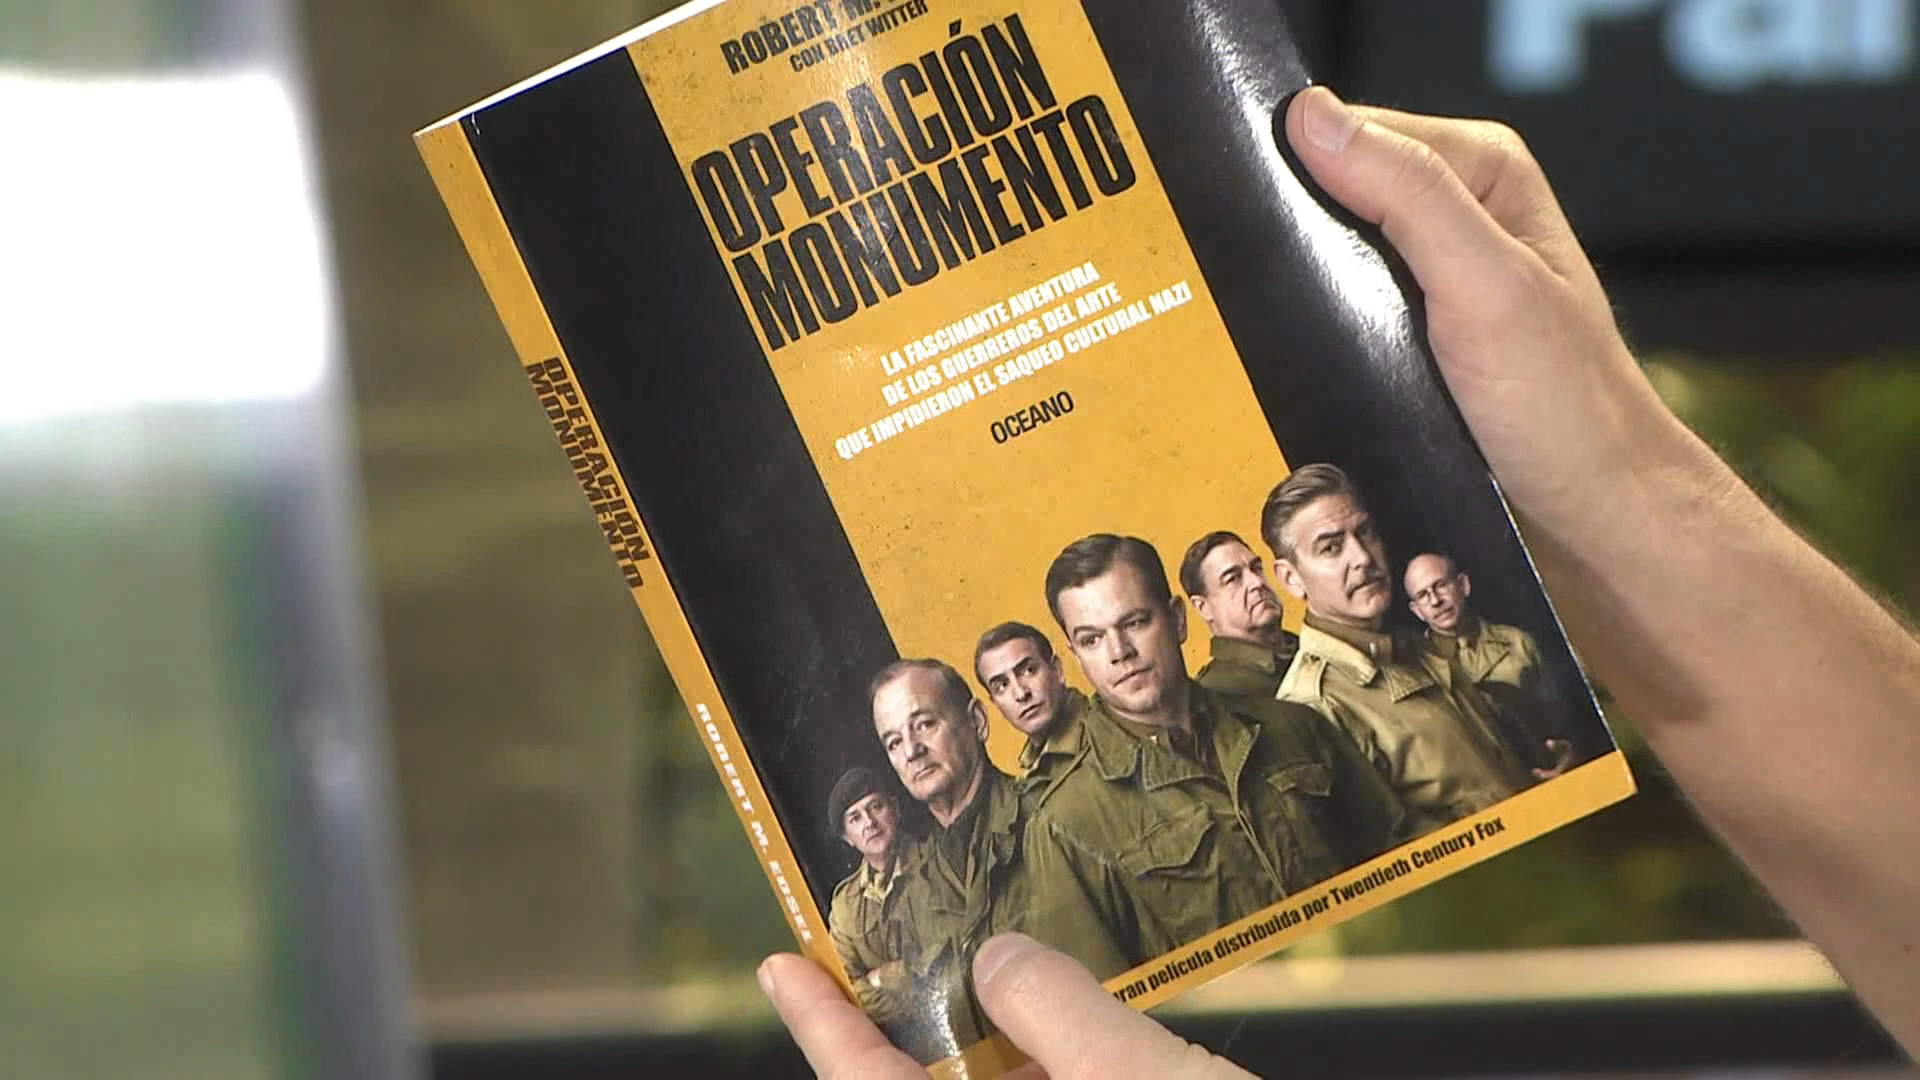 ROBERT M.
CON BRET WITTER
OPERACIÓN
MONUMENTO
LA FASCINANTE AVENTURA
DE LOS GUERREROS DEL ARTE
QUE IMPIDIERON EL SAQUEO CULTURAL NAZI
OCEANO
OPERACIÓN
MONUMENTO
ROBERT M. EDSEL
gran película distribuida por Twentieth Century Fox